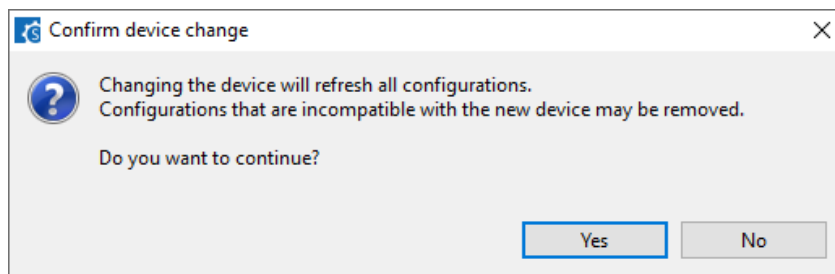 Confirm device change
Changing the device will refresh all configurations.
Configurations that are incompatible with the new device may be removed.
Do you want to continue?
Yes No